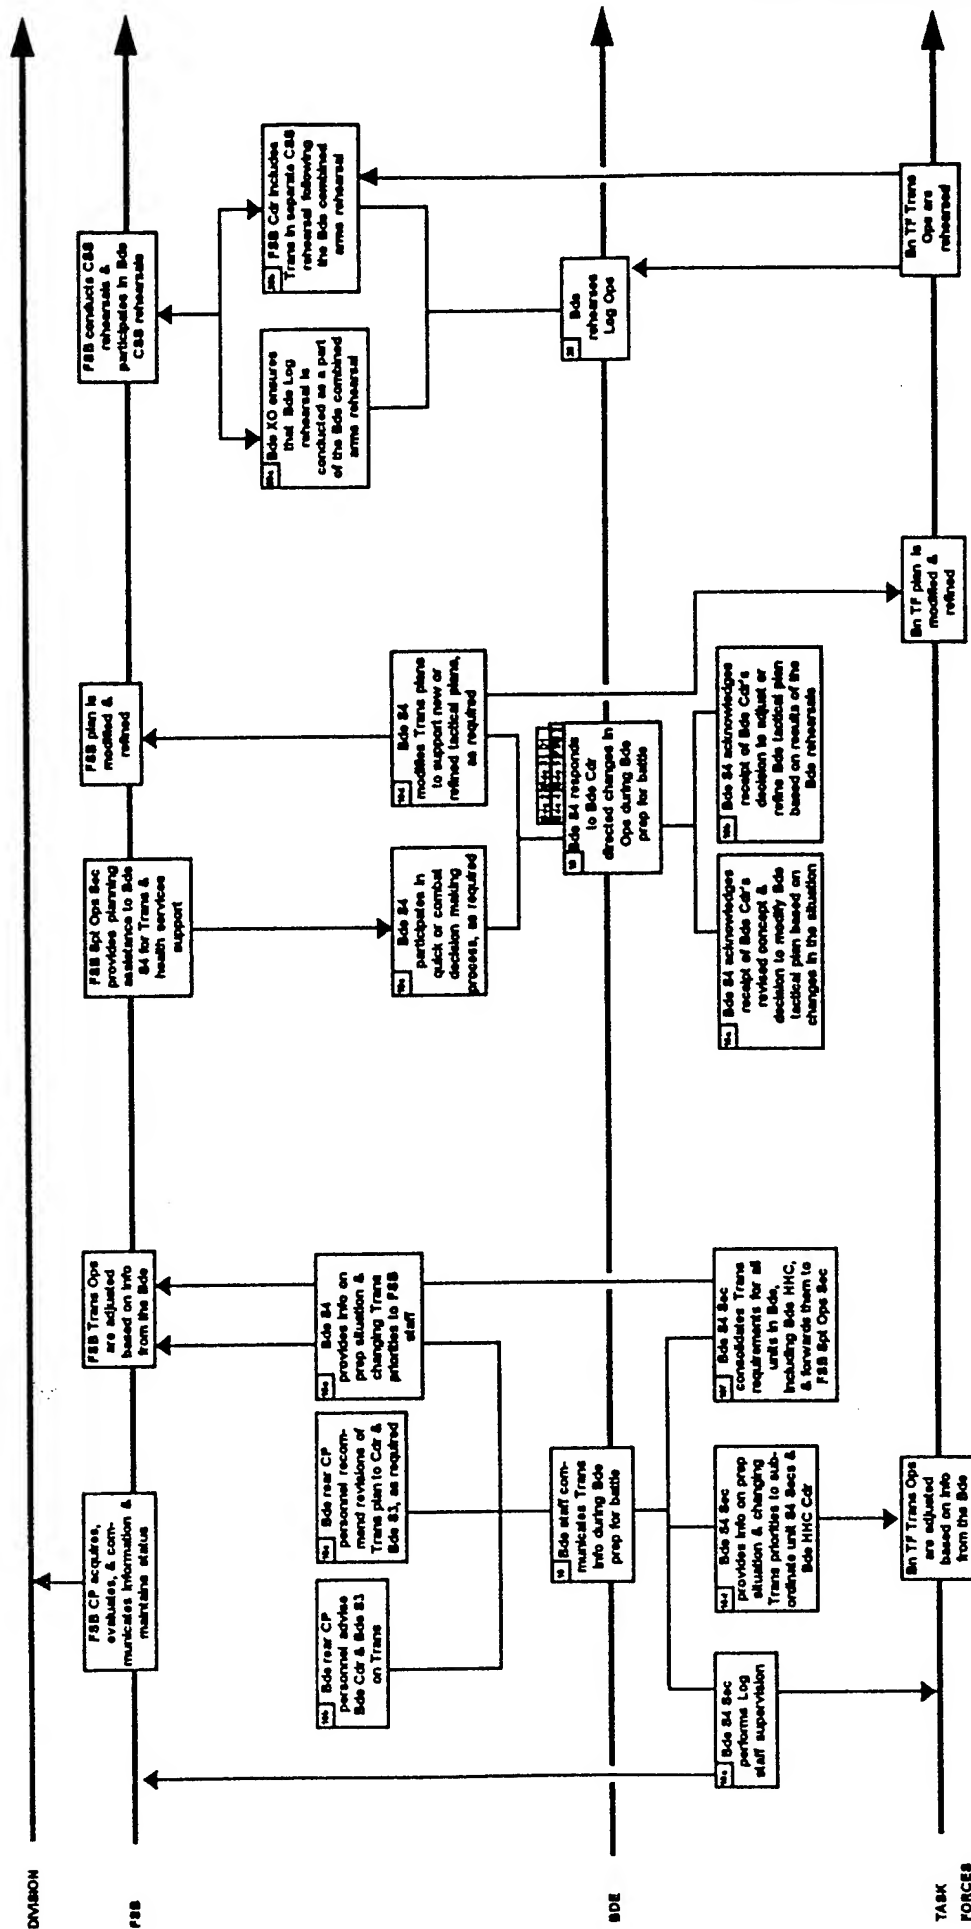 DIVISION
FSB
FSB CP acquires,
evaluates, & com-
municates information &
maintains status
FSB Trans Ops
are adjusted
based on info
from the Bde
FSB Spt Ops Sec
provides planning
assistance to Bde
S4 for Trans &
health services
support
FSB plan is
modified &
refined
FSB conducts CSS
rehearsals &
participates in Bde
CSS rehearsals
Bde rear CP
personnel advise
Bde Cdr & Bde S3
on Trans
Bde rear CP
personnel recom-
mend revisions of
Trans plan to Cdr &
Bde S3, as required
Bde S4
provides info on
prep situation &
changing Trans
priorities to FSB
staff
Bde S4
participates in
quick or combat
decision making
process, as required
Bde S4
modifies Trans plans
to support new or
refined tactical plans,
as required
Bde XO ensures
that Bde Log
rehearsal is
conducted as a part
of the Bde combined
arms rehearsal
FSB Cdr includes
Trans in separate CSS
rehearsal following
the Bde combined
arms rehearsal
BDE
Bde staff com-
municates Trans
info during Bde
prep for battle
Bde S4 responds
to Bde Cdr
directed changes in
Ops during Bde
prep for battle
Bde
rehearses
Log Ops
Bde S4 Sec
performs Log
staff supervision
Bde S4 Sec
provides info on prep
situation & changing
Trans priorities to sub-
ordinate unit S4 Secs &
Bde HHC Cdr
Bde S4 Sec
consolidates Trans
requirements for all
units in Bde,
including Bde HHC,
& forwards them to
FSB Spt Ops Sec
Bde S4 acknowledges
receipt of Bde Cdr's
revised concept &
decision to modify Bde
tactical plan based on
changes in the situation
Bde S4 acknowledges
receipt of Bde Cdr's
decision to adjust or
refine Bde tactical plan
based on results of the
Bde rehearsals
TASK
FORCES
Bn TF Trans Ops
are adjusted
based on info
from the Bde
Bn TF plan is
modified &
refined
Bn TF Trans
Ops are
rehearsed